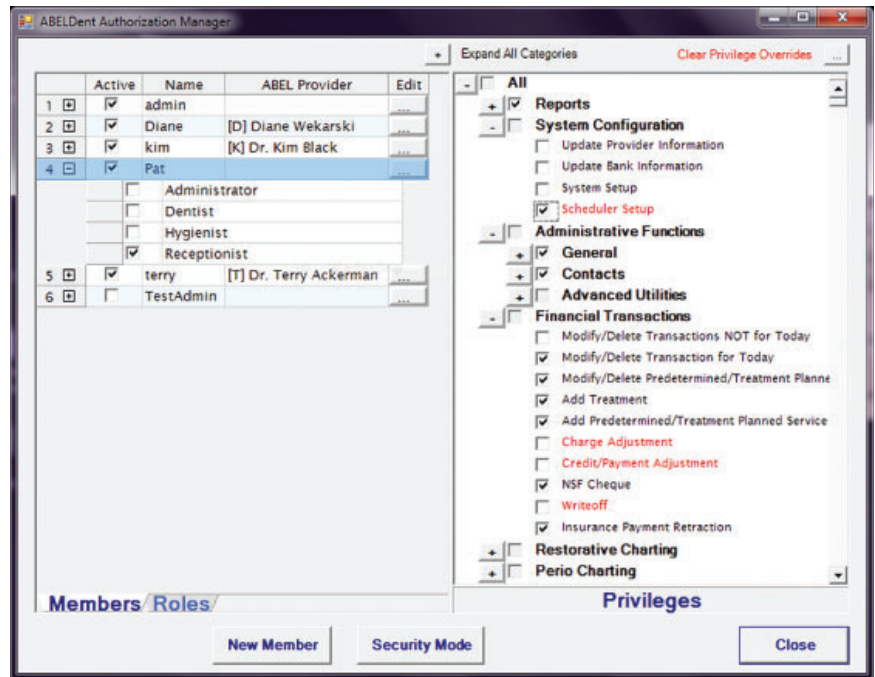 ABELDent Authorization Manager
+ Expand All Categories Clear Privilege Overrides ...
Active Name ABEL Provider Edit
1 + admin ...
2 + Diane [D] Diane Wekarski ...
3 + kim [K] Dr. Kim Black ...
4 - Pat ...
Administrator
Dentist
Hygienist
Receptionist
5 + terry [T] Dr. Terry Ackerman ...
6 + TestAdmin ...
Members Roles
- All
+ Reports
- System Configuration
Update Provider Information
Update Bank Information
System Setup
Scheduler Setup
- Administrative Functions
+ General
+ Contacts
+ Advanced Utilities
- Financial Transactions
Modify/Delete Transactions NOT for Today
Modify/Delete Transaction for Today
Modify/Delete Predetermined/Treatment Planne
Add Treatment
Add Predetermined/Treatment Planned Service
Charge Adjustment
Credit/Payment Adjustment
NSF Cheque
Writeoff
Insurance Payment Retraction
+ Restorative Charting
+ Perio Charting
Privileges
New Member Security Mode Close